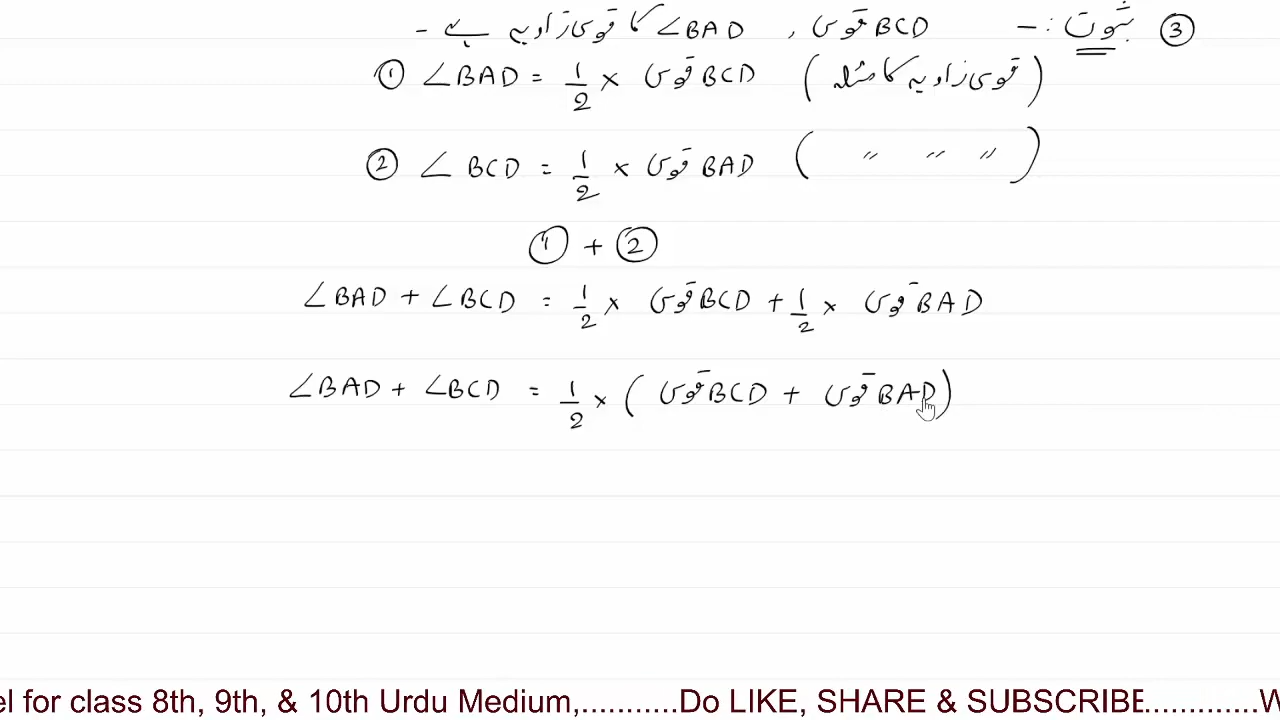 ③ ثبوت :- قوس BCD ، ∠BAD کا قوسی زاویہ ہے -
① ∠BAD = 1/2 × قوس BCD (قوسی زاویہ کا مسئلہ)
② ∠BCD = 1/2 × قوس BAD ( " " " )
① + ②
∠BAD + ∠BCD = 1/2 × قوس BCD + 1/2 × قوس BAD
∠BAD + ∠BCD = 1/2 × ( قوس BCD + قوس BAD )
el for class 8th, 9th, & 10th Urdu Medium,...........Do LIKE, SHARE & SUBSCRIBE.............W